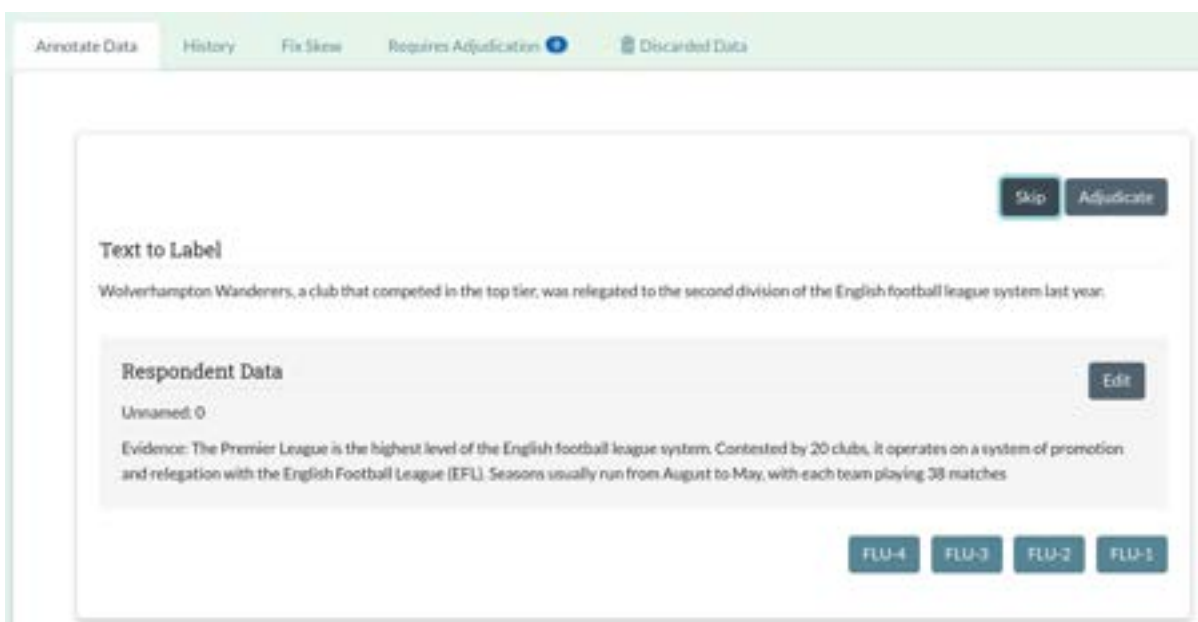 Annotate Data History Fix Skew Requires Adjudication 0 Discarded Data
Skip Adjudicate
Text to Label
Wolverhampton Wanderers, a club that competed in the top tier, was relegated to the second division of the English football league system last year.
Respondent Data
Edit
Unnamed: 0
Evidence: The Premier League is the highest level of the English football league system. Contested by 20 clubs, it operates on a system of promotion
and relegation with the English Football League (EFL). Seasons usually run from August to May, with each team playing 38 matches
FLU-4 FLU-3 FLU-2 FLU-1